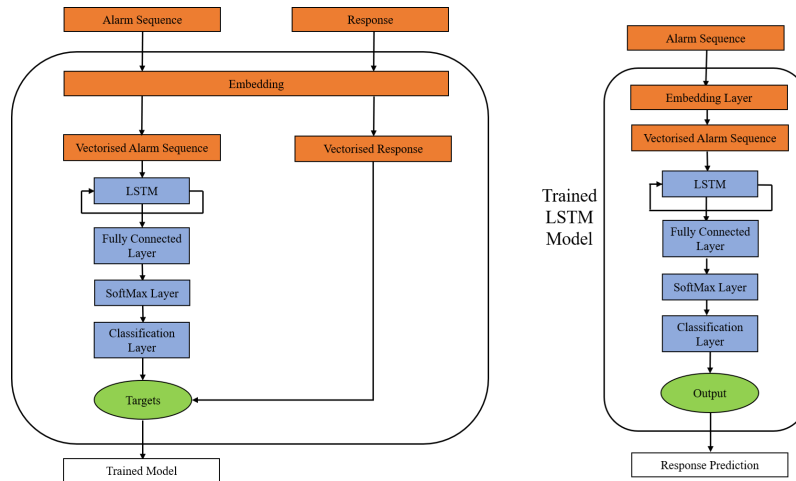 Alarm Sequence
Response
Embedding
Vectorised Alarm Sequence
Vectorised Response
LSTM
Fully Connected
Layer
SoftMax Layer
Classification
Layer
Targets
Trained Model
Alarm Sequence
Embedding Layer
Vectorised Alarm Sequence
LSTM
Trained
LSTM
Model
Fully Connected
Layer
SoftMax Layer
Classification
Layer
Output
Response Prediction